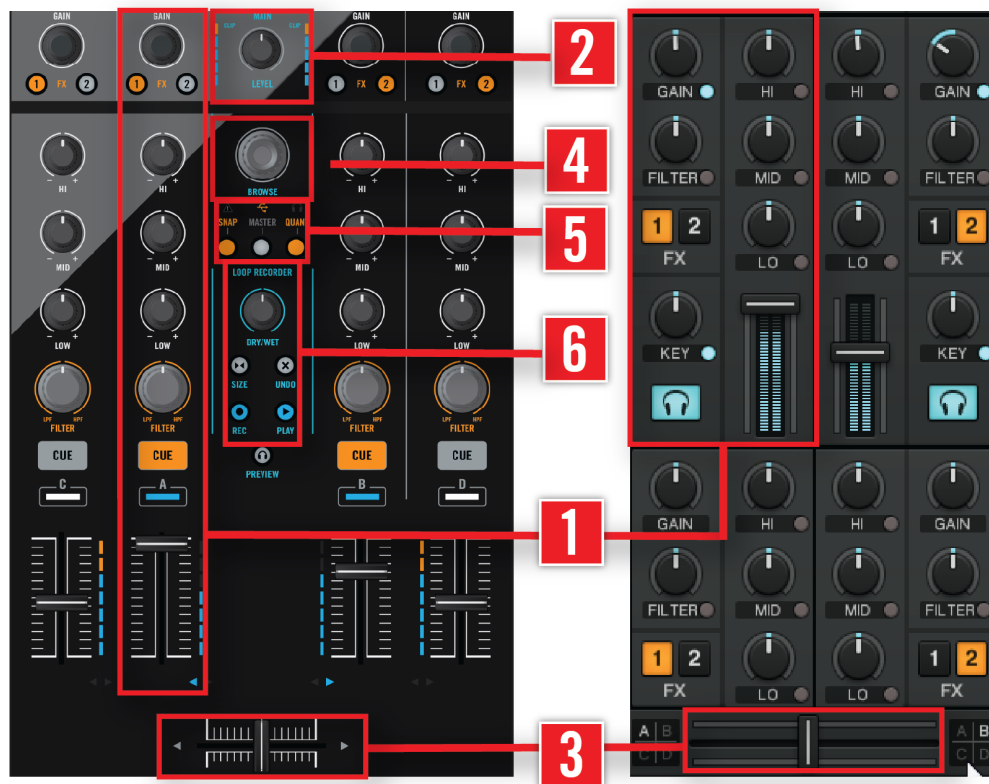 GAIN GAIN MAIN GAIN GAIN
CLIP CLIP
LEVEL
1 FX 2 1 FX 2 1 FX 2 1 FX 2
HI HI HI HI
BROWSE
SNAP MASTER QUANT
MID MID MID MID
LOOP RECORDER
DRY/WET
LOW LOW LOW LOW
SIZE UNDO
LPF HPF LPF HPF LPF HPF LPF HPF
FILTER FILTER FILTER FILTER
REC PLAY
CUE CUE CUE CUE
PREVIEW
C A B D
2
4
5
6
1
3
GAIN HI HI GAIN
FILTER MID MID FILTER
1 2 1 2
FX LO LO FX
KEY KEY
GAIN HI HI GAIN
FILTER MID MID FILTER
1 2 1 2
FX LO LO FX
A B A B
C D C D